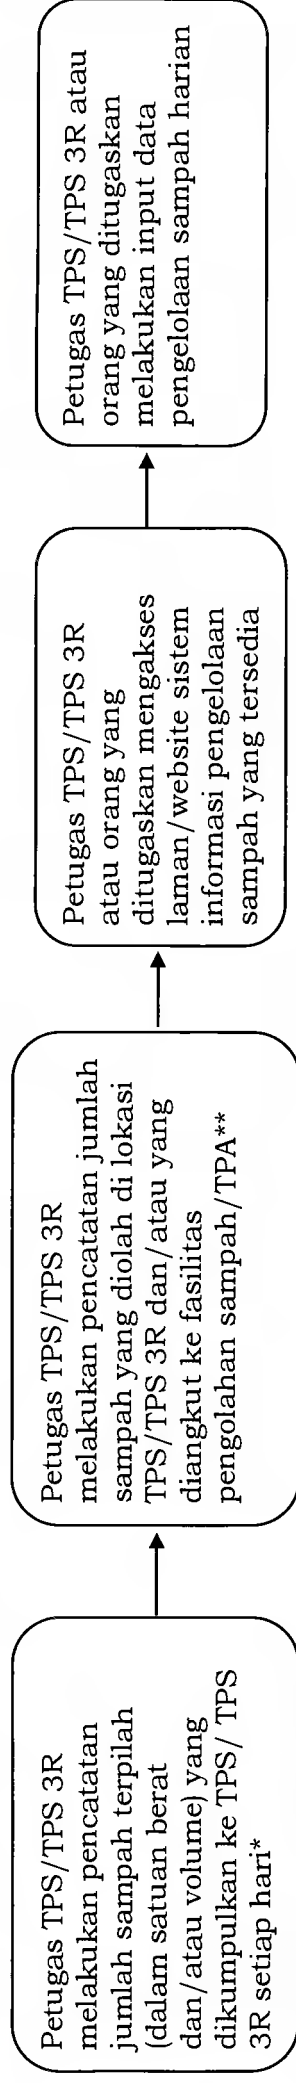 Petugas TPS/TPS 3R
melakukan pencatatan
jumlah sampah terpilah
(dalam satuan berat
dan/atau volume) yang
dikumpulkan ke TPS/ TPS
3R setiap hari*
Petugas TPS/TPS 3R
melakukan pencatatan jumlah
sampah yang diolah di lokasi
TPS/TPS 3R dan/atau yang
diangkut ke fasilitas
pengolahan sampah/TPA**
Petugas TPS/TPS 3R
atau orang yang
ditugaskan mengakses
laman/website sistem
informasi pengelolaan
sampah yang tersedia
Petugas TPS/TPS 3R atau
orang yang ditugaskan
melakukan input data
pengelolaan sampah harian